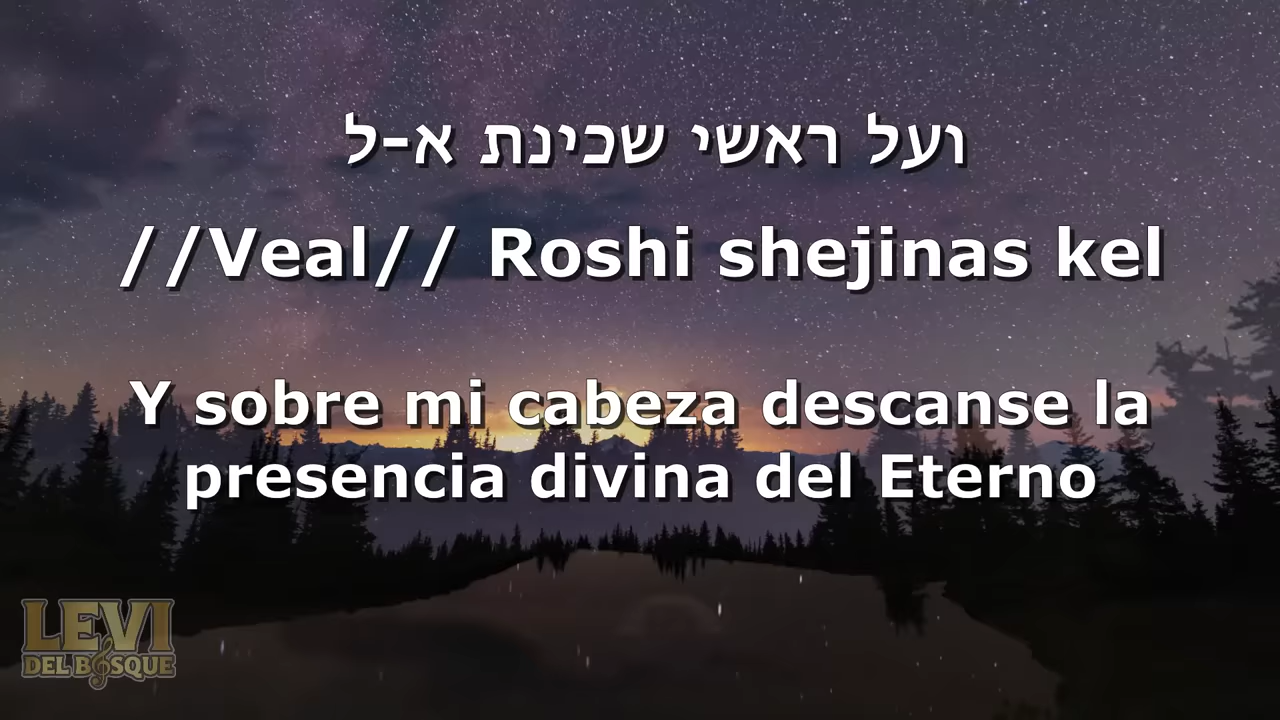 ועל ראשי שכינת א-ל
//Veal// Roshi shejinas kel
Y sobre mi cabeza descanse la
presencia divina del Eterno
LEVI
DEL BOSQUE